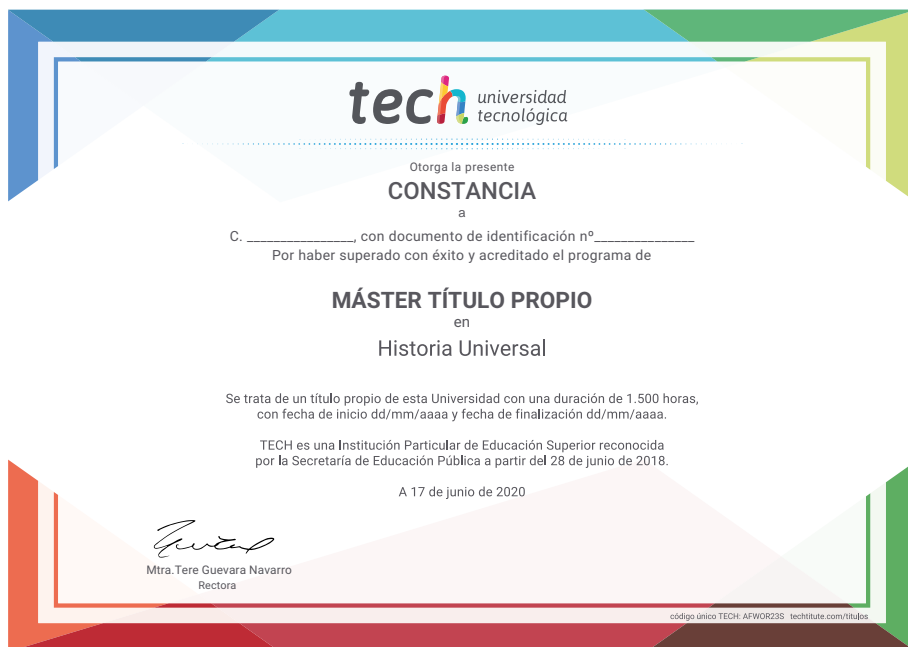 tech universidad
tecnológica
Otorga la presente
CONSTANCIA
a
C. ________________, con documento de identificación nº_______________
Por haber superado con éxito y acreditado el programa de
MÁSTER TÍTULO PROPIO
en
Historia Universal
Se trata de un título propio de esta Universidad con una duración de 1.500 horas,
con fecha de inicio dd/mm/aaaa y fecha de finalización dd/mm/aaaa.
TECH es una Institución Particular de Educación Superior reconocida
por la Secretaría de Educación Pública a partir del 28 de junio de 2018.
A 17 de junio de 2020
Mtra.Tere Guevara Navarro
Rectora
código único TECH: AFWOR23S techtitute.com/titulos